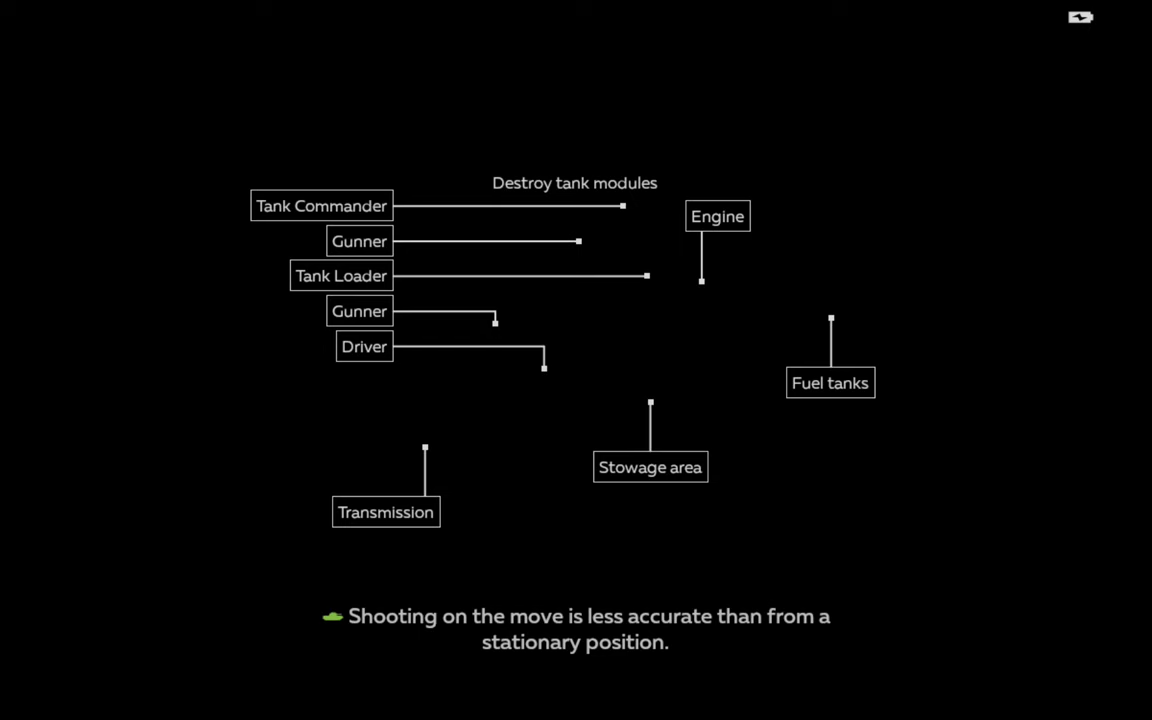 Destroy tank modules
Tank Commander
Engine
Gunner
Tank Loader
Gunner
Driver
Fuel tanks
Stowage area
Transmission
Shooting on the move is less accurate than from a
stationary position.